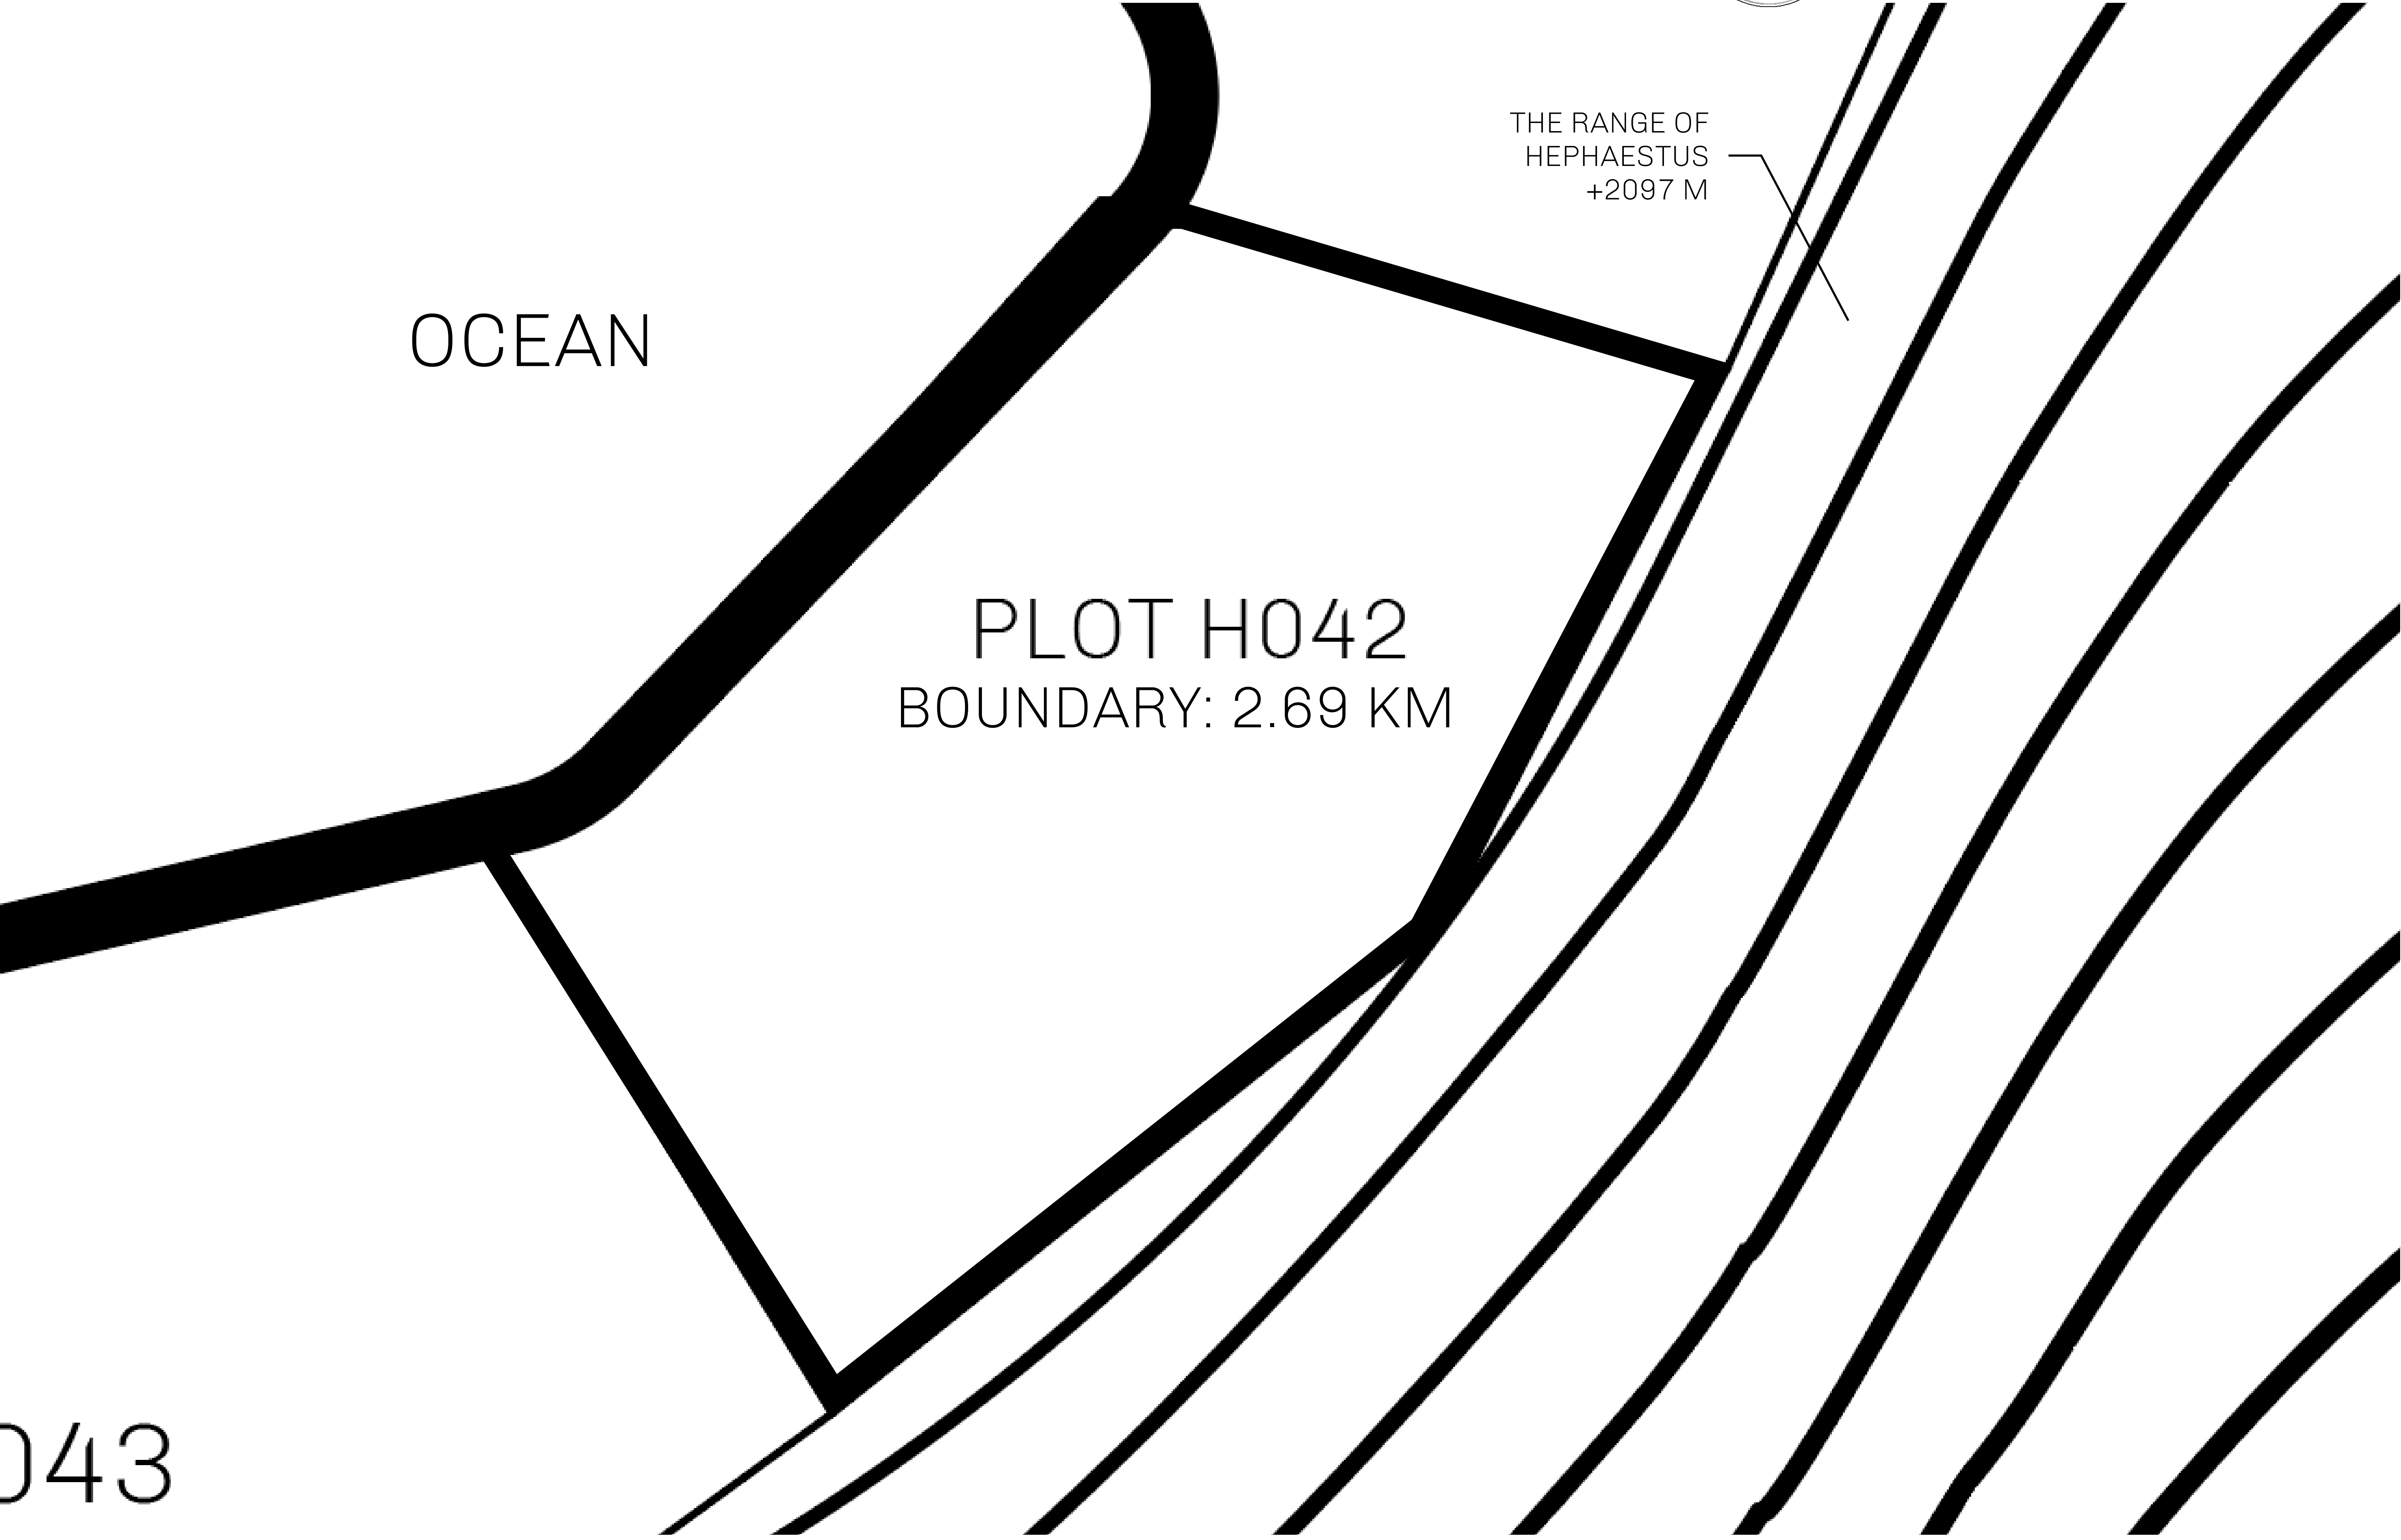 THE RANGE OF
HEPHAESTUS
+2097 M
OCEAN
PLOT H042
BOUNDARY: 2.69 KM
043